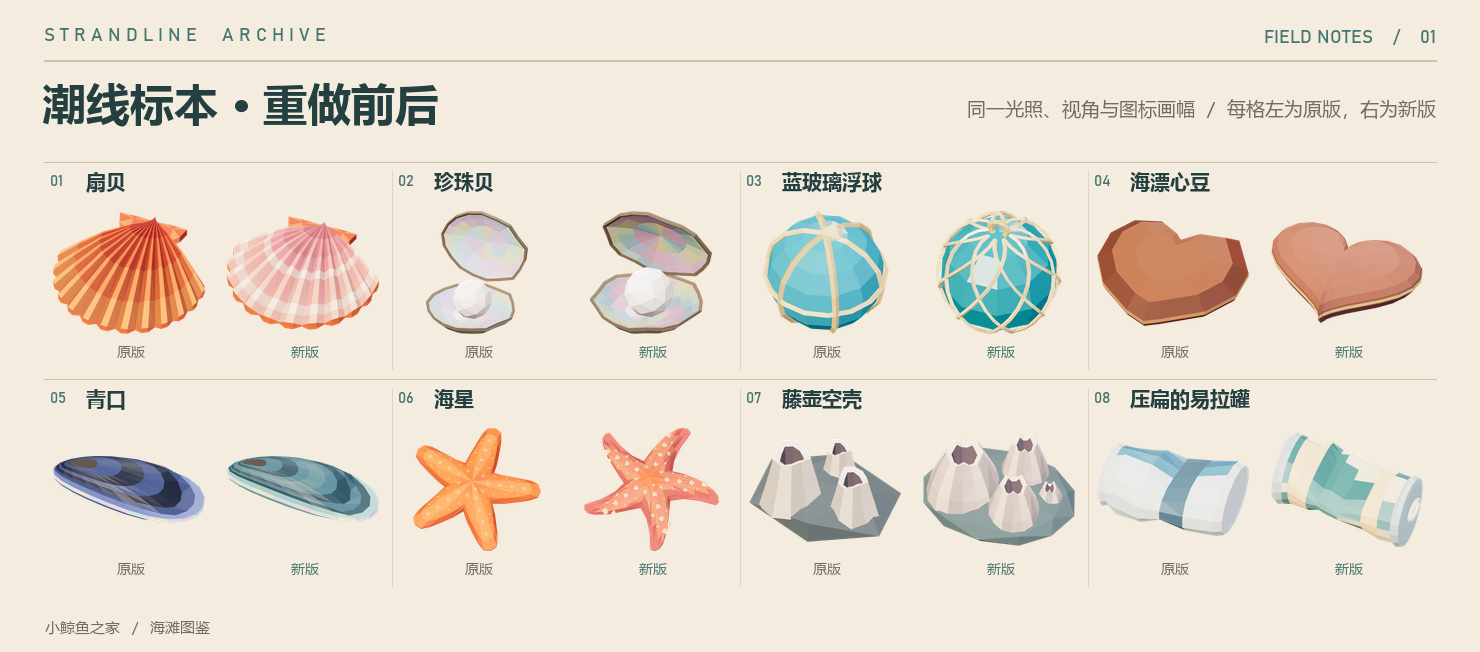 STRANDLINE ARCHIVE
FIELD NOTES / 01
潮线标本·重做前后
同一光照、视角与图标画幅 / 每格左为原版，右为新版
01 扇贝
原版 新版
02 珍珠贝
原版 新版
03 蓝玻璃浮球
原版 新版
04 海漂心豆
原版 新版
05 青口
原版 新版
06 海星
原版 新版
07 藤壶空壳
原版 新版
08 压扁的易拉罐
原版 新版
小鲸鱼之家 / 海滩图鉴